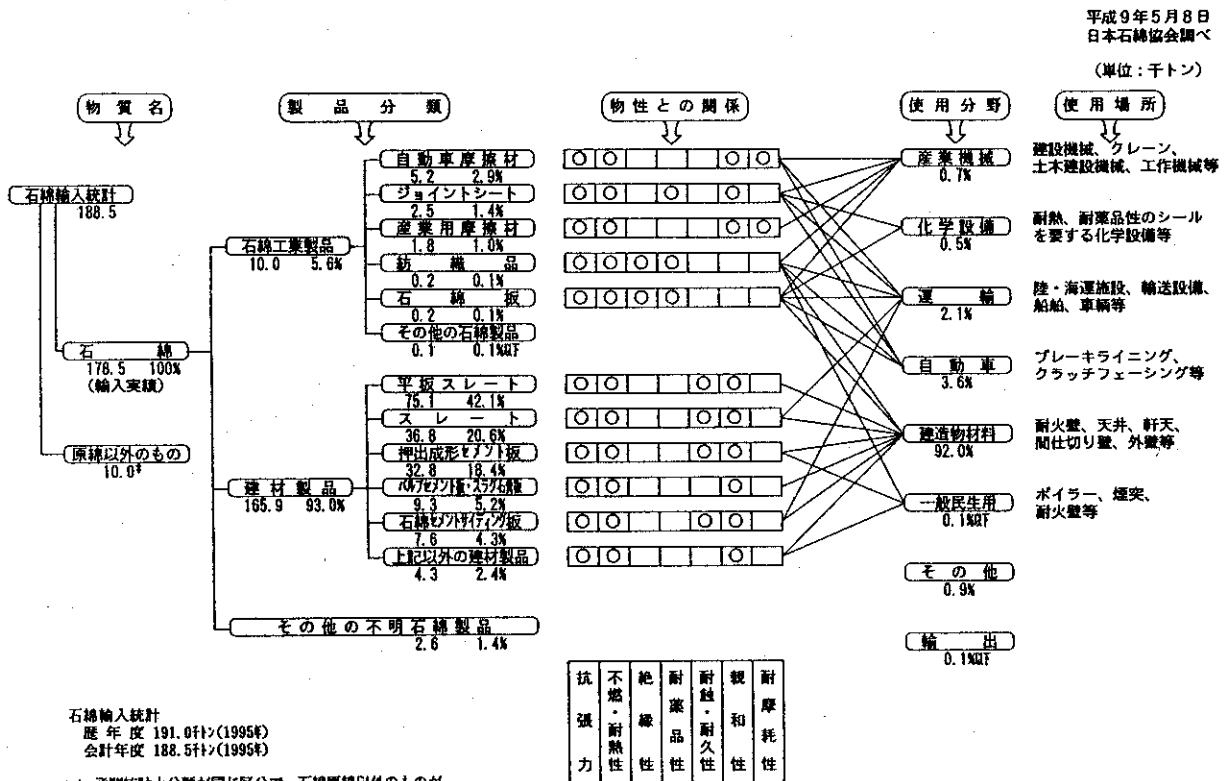 平成9年5月8日
日本石綿協会調べ
(単位:千トン)
物質名
製品分類
物性との関係
使用分野
使用場所
石綿輸入統計
188.5
石綿
178.5 100%
(輸入実績)
原綿以外のもの
10.0*
石綿工業製品
10.0 5.6%
建材製品
165.9 93.0%
その他の不明石綿製品
2.6 1.4%
自動車摩擦材
5.2 2.9%
ジョイントシート
2.5 1.4%
産業用摩擦材
1.8 1.0%
紡織品
0.2 0.1%
石綿板
0.2 0.1%
その他の石綿製品
0.1 0.1%以下
平板スレート
75.1 42.1%
スレート
36.8 20.6%
押出成形セメント板
32.8 18.4%
パルプセメント板・スラグ石膏板
9.3 5.2%
石綿セメントサイディング板
7.6 4.3%
上記以外の建材製品
4.3 2.4%
産業機械
0.7%
建設機械、クレーン、
土木建設機械、工作機械等
化学設備
0.5%
耐熱、耐薬品性のシール
を要する化学設備等
運輸
2.1%
陸・海運施設、輸送設備、
船舶、車輌等
自動車
3.6%
ブレーキライニング、
クラッチフェーシング等
建造物材料
92.0%
耐火壁、天井、軒天、
間仕切り壁、外壁等
一般民生用
0.1%以下
ボイラー、煙突、
耐火壁等
その他
0.9%
輸出
0.1%以下
抗張力
不燃・耐熱性
絶縁性
耐薬品性
耐蝕・耐久性
親和性
耐摩耗性
石綿輸入統計
歴年度 191.0千トン(1995年)
会計年度 188.5千トン(1995年)
分類が同じ区分で、石綿原綿以外のものが